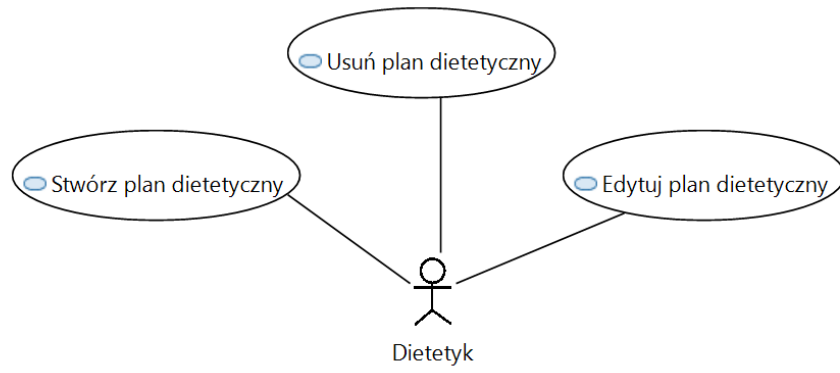 Usuń plan dietetyczny
Stwórz plan dietetyczny
Edytuj plan dietetyczny
Dietetyk